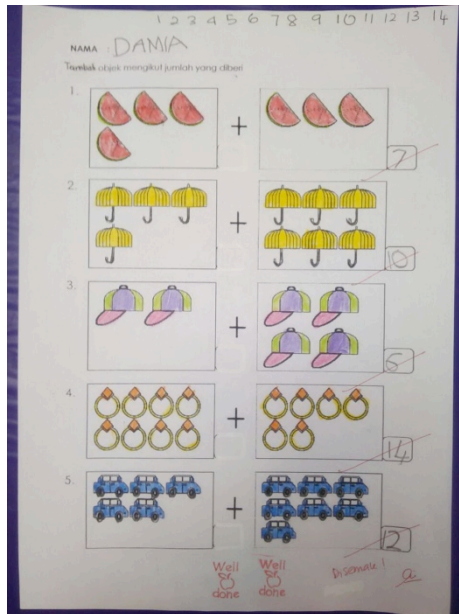 1 2 3 4 5 6 7 8 9 10 11 12 13 14
NAMA : DAMIA
objek mengikut jumlah yang diberi
1.
+
7
2.
+
10
3.
+
6
4.
+
14
5.
+
12
Well done
Well done
Disemak!